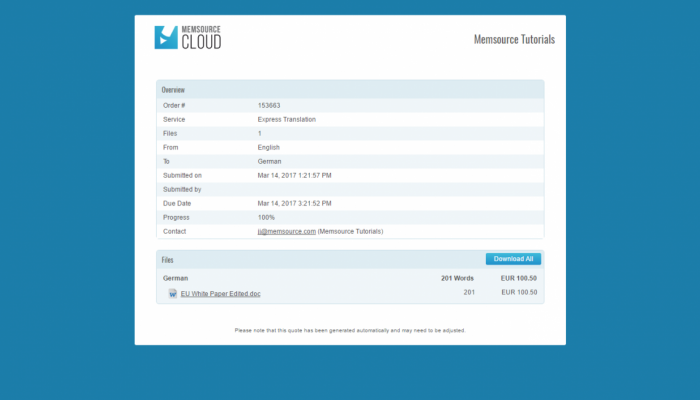 MEMSOURCE
CLOUD
Memsource Tutorials
Overview
Order # 153663
Service Express Translation
Files 1
From English
To German
Submitted on Mar 14, 2017 1:21:57 PM
Submitted by
Due Date Mar 14, 2017 3:21:52 PM
Progress 100%
Contact jj@memsource.com (Memsource Tutorials)
Files Download All
German 201 Words EUR 100.50
EU White Paper Edited.doc 201 EUR 100.50
Please note that this quote has been generated automatically and may need to be adjusted.